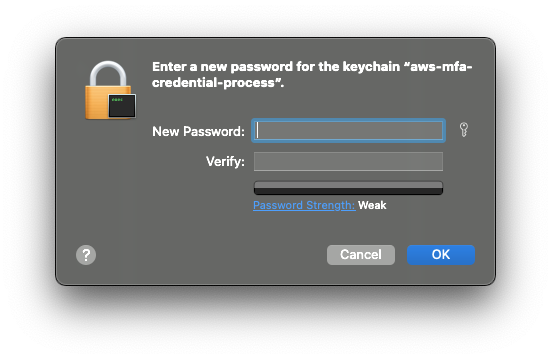 Enter a new password for the keychain “aws-mfa-
credential-process”.
New Password:
Verify:
Password Strength: Weak
?
Cancel
OK